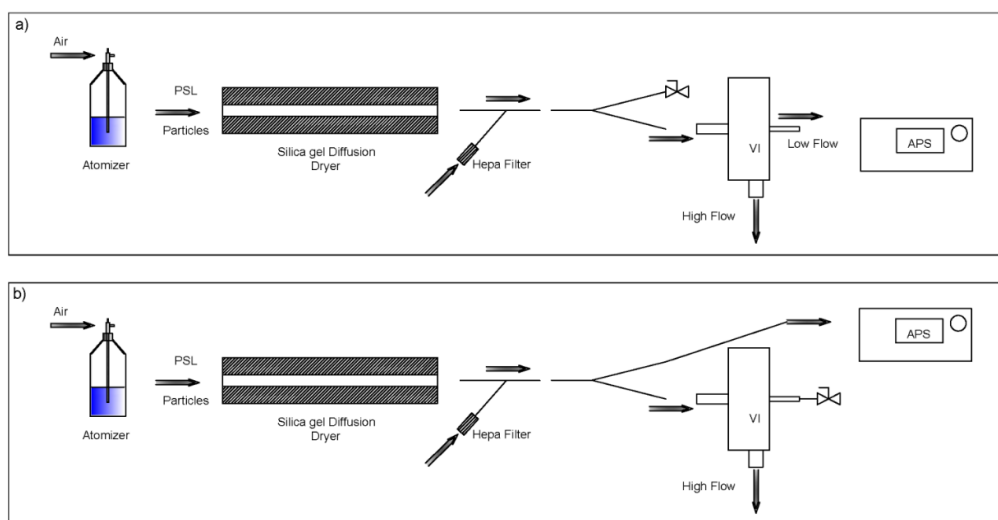 a)
Air
PSL
Particles
Atomizer
Silica gel Diffusion
Dryer
Hepa Filter
VI
Low Flow
APS
High Flow
b)
Air
APS
PSL
Particles
Atomizer
Silica gel Diffusion
Dryer
Hepa Filter
VI
High Flow